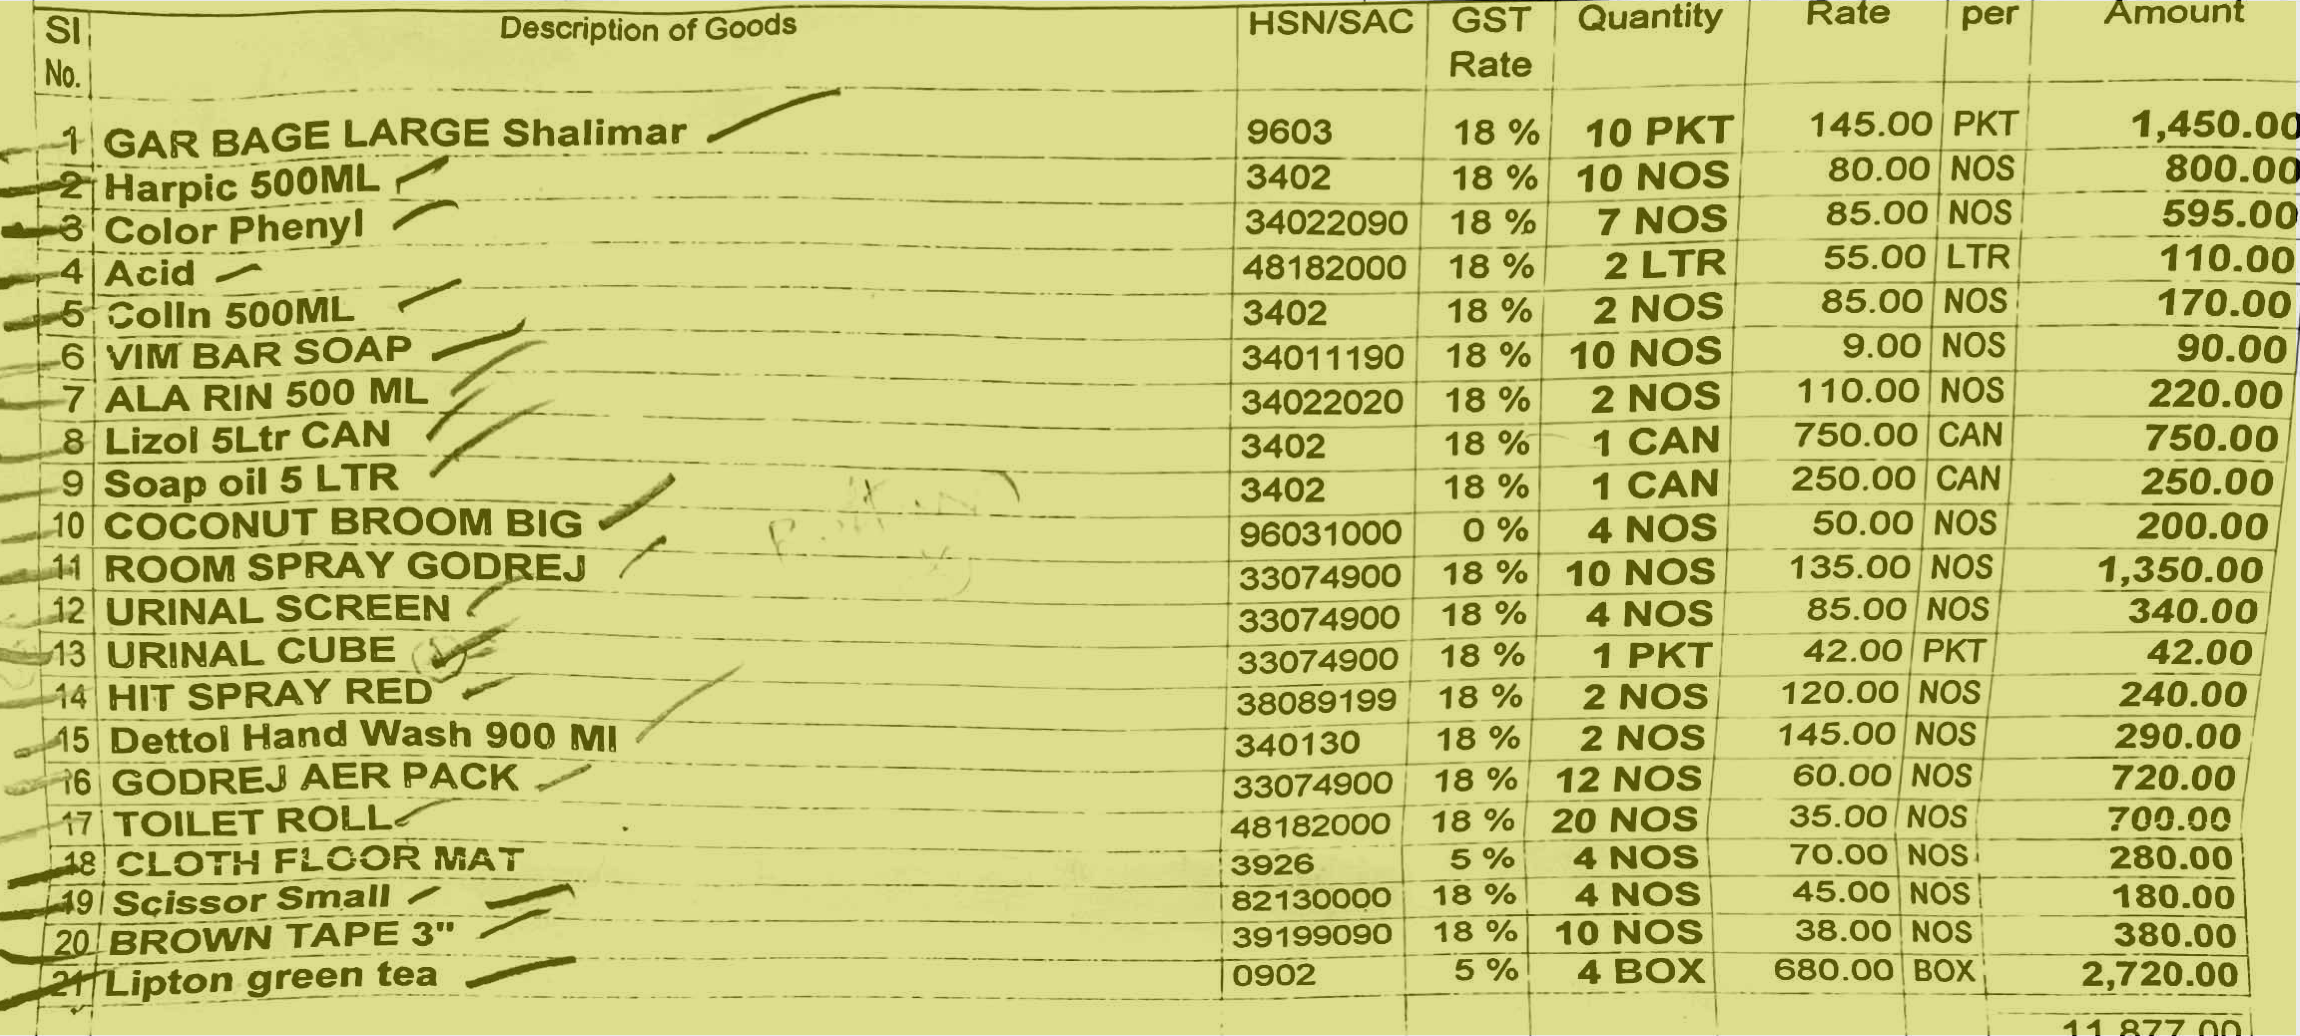 SI No. Description of Goods HSN/SAC GST Rate Quantity Rate per Amount
1 GAR BAGE LARGE Shalimar 9603 18 % 10 PKT 145.00 PKT 1,450.00
2 Harpic 500ML 3402 18 % 10 NOS 80.00 NOS 800.00
3 Color Phenyl 34022090 18 % 7 NOS 85.00 NOS 595.00
4 Acid 48182000 18 % 2 LTR 55.00 LTR 110.00
5 ColIn 500ML 3402 18 % 2 NOS 85.00 NOS 170.00
6 VIM BAR SOAP 34011190 18 % 10 NOS 9.00 NOS 90.00
7 ALA RIN 500 ML 34022020 18 % 2 NOS 110.00 NOS 220.00
8 Lizol 5Ltr CAN 3402 18 % 1 CAN 750.00 CAN 750.00
9 Soap oil 5 LTR 3402 18 % 1 CAN 250.00 CAN 250.00
10 COCONUT BROOM BIG 96031000 0 % 4 NOS 50.00 NOS 200.00
11 ROOM SPRAY GODREJ 33074900 18 % 10 NOS 135.00 NOS 1,350.00
12 URINAL SCREEN 33074900 18 % 4 NOS 85.00 NOS 340.00
13 URINAL CUBE 33074900 18 % 1 PKT 42.00 PKT 42.00
14 HIT SPRAY RED 38089199 18 % 2 NOS 120.00 NOS 240.00
15 Dettol Hand Wash 900 Ml 340130 18 % 2 NOS 145.00 NOS 290.00
16 GODREJ AER PACK 33074900 18 % 12 NOS 60.00 NOS 720.00
17 TOILET ROLL 48182000 18 % 20 NOS 35.00 NOS 700.00
18 CLOTH FLOOR MAT 3926 5 % 4 NOS 70.00 NOS 280.00
19 Scissor Small 82130000 18 % 4 NOS 45.00 NOS 180.00
20 BROWN TAPE 3" 39199090 18 % 10 NOS 38.00 NOS 380.00
21 Lipton green tea 0902 5 % 4 BOX 680.00 BOX 2,720.00
11,877.00